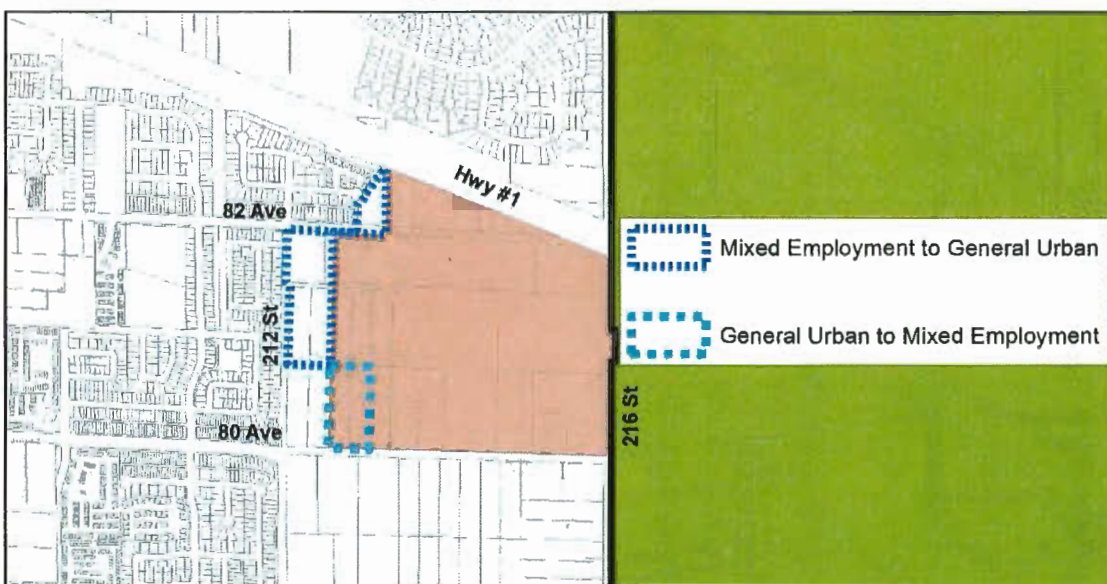 Hwy #1
82 Ave
Mixed Employment to General Urban
212 St
General Urban to Mixed Employment
216 St
80 Ave